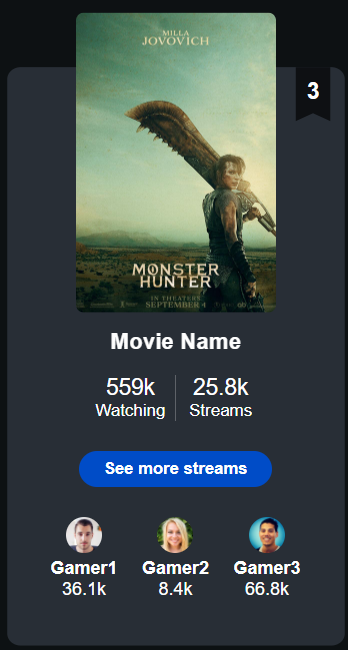 MILLA
JOVOVICH
3
MONSTER
HUNTER
IN THEATERS
SEPTEMBER 4
Movie Name
559k 25.8k
Watching Streams
See more streams
Gamer1 Gamer2 Gamer3
36.1k 8.4k 66.8k